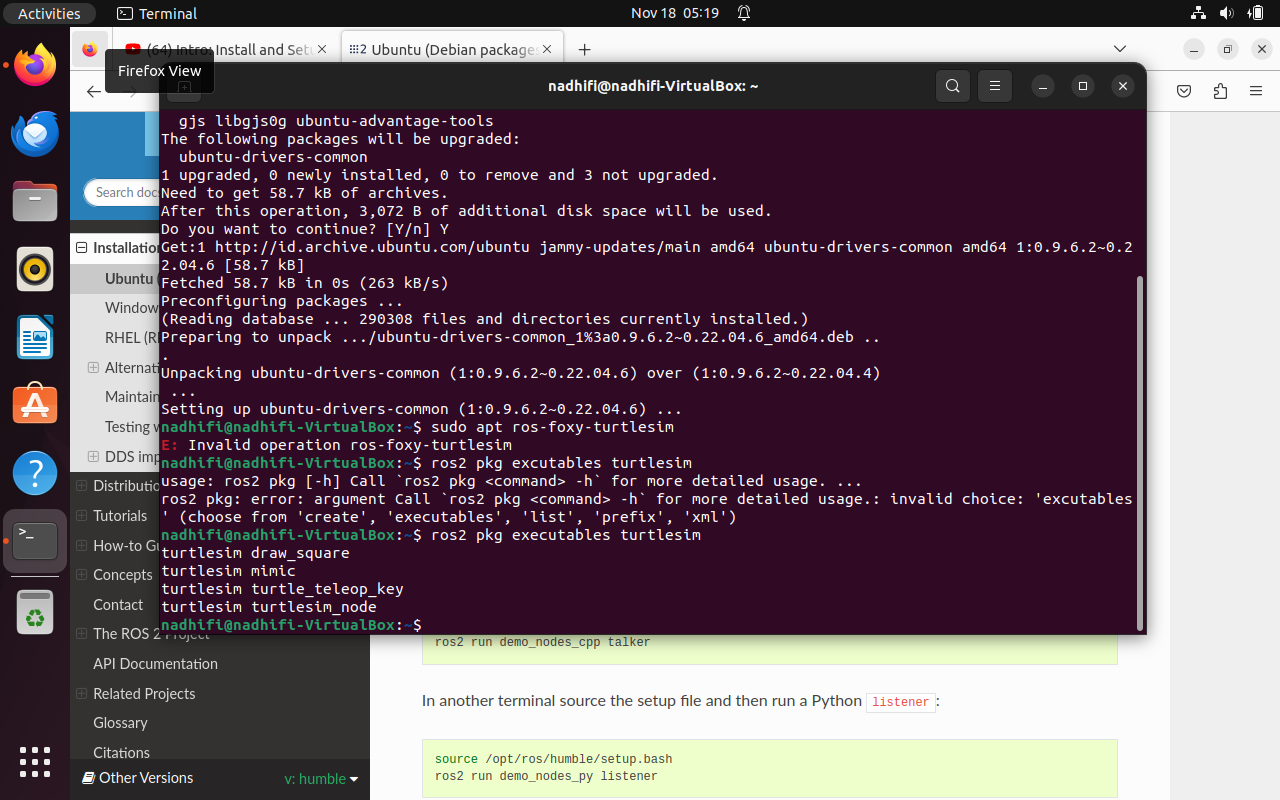 Activities
Terminal
Nov 18 05:19
(64) Intro: Install and Setu
Ubuntu (Debian packages
Firefox View
nadhifi@nadhifi-VirtualBox: ~
gjs libgjs0g ubuntu-advantage-tools
The following packages will be upgraded:
ubuntu-drivers-common
1 upgraded, 0 newly installed, 0 to remove and 3 not upgraded.
Need to get 58.7 kB of archives.
After this operation, 3,072 B of additional disk space will be used.
Do you want to continue? [Y/n] Y
Get:1 http://id.archive.ubuntu.com/ubuntu jammy-updates/main amd64 ubuntu-drivers-common amd64 1:0.9.6.2~0.2
2.04.6 [58.7 kB]
Fetched 58.7 kB in 0s (263 kB/s)
Preconfiguring packages ...
(Reading database ... 290308 files and directories currently installed.)
Preparing to unpack .../ubuntu-drivers-common_1%3a0.9.6.2~0.22.04.6_amd64.deb ..
.
Unpacking ubuntu-drivers-common (1:0.9.6.2~0.22.04.6) over (1:0.9.6.2~0.22.04.4)
...
Setting up ubuntu-drivers-common (1:0.9.6.2~0.22.04.6) ...
nadhifi@nadhifi-VirtualBox:~$ sudo apt ros-foxy-turtlesim
E: Invalid operation ros-foxy-turtlesim
nadhifi@nadhifi-VirtualBox:~$ ros2 pkg excutables turtlesim
usage: ros2 pkg [-h] Call `ros2 pkg <command> -h` for more detailed usage. ...
ros2 pkg: error: argument Call `ros2 pkg <command> -h` for more detailed usage.: invalid choice: 'excutables
' (choose from 'create', 'executables', 'list', 'prefix', 'xml')
nadhifi@nadhifi-VirtualBox:~$ ros2 pkg executables turtlesim
turtlesim draw_square
turtlesim mimic
turtlesim turtle_teleop_key
turtlesim turtlesim_node
nadhifi@nadhifi-VirtualBox:~$
Search docs
Installation
Ubuntu (
Window
RHEL (R
Alternati
Maintain
Testing w
DDS imp
Distributio
Tutorials
How-to Gu
Concepts
Contact
The ROS 2 Project
API Documentation
Related Projects
Glossary
Citations
Other Versions
v: humble
ros2 run demo_nodes_cpp talker
In another terminal source the setup file and then run a Python listener:
source /opt/ros/humble/setup.bash
ros2 run demo_nodes_py listener